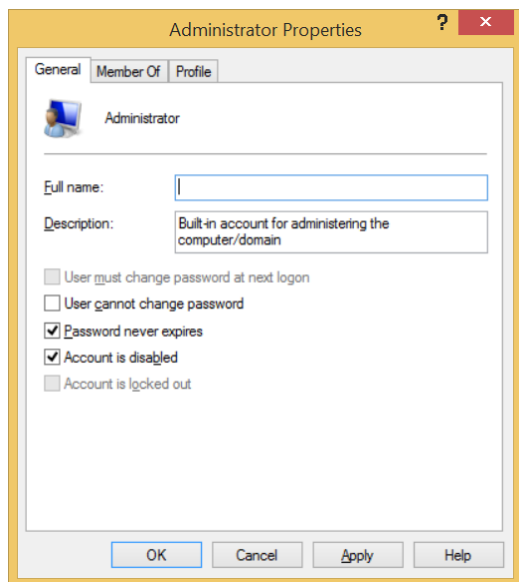 Administrator Properties
?
General Member Of Profile
Administrator
Full name:
Description: Built-in account for administering the
computer/domain
User must change password at next logon
User cannot change password
Password never expires
Account is disabled
Account is locked out
OK Cancel Apply Help